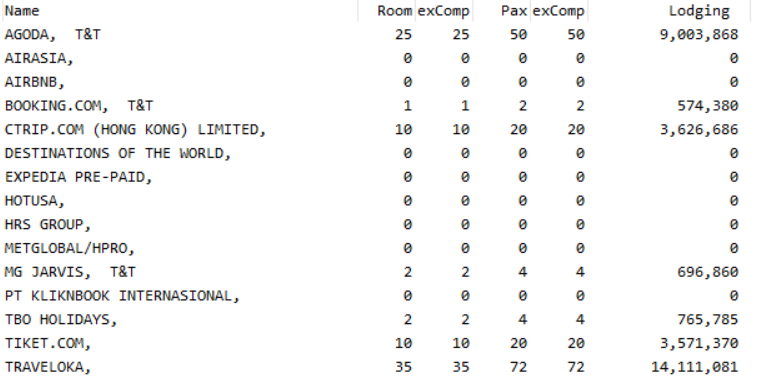 Name Room exComp Pax exComp Lodging
AGODA, T&T 25 25 50 50 9,003,868
AIRASIA, 0 0 0 0 0
AIRBNB, 0 0 0 0 0
BOOKING.COM, T&T 1 1 2 2 574,380
CTRIP.COM (HONG KONG) LIMITED, 10 10 20 20 3,626,686
DESTINATIONS OF THE WORLD, 0 0 0 0 0
EXPEDIA PRE-PAID, 0 0 0 0 0
HOTUSA, 0 0 0 0 0
HRS GROUP, 0 0 0 0 0
METGLOBAL/HPRO, 0 0 0 0 0
MG JARVIS, T&T 2 2 4 4 696,860
PT KLIKNBOOK INTERNASIONAL, 0 0 0 0 0
TBO HOLIDAYS, 2 2 4 4 765,785
TIKET.COM, 10 10 20 20 3,571,370
TRAVELOKA, 35 35 72 72 14,111,081